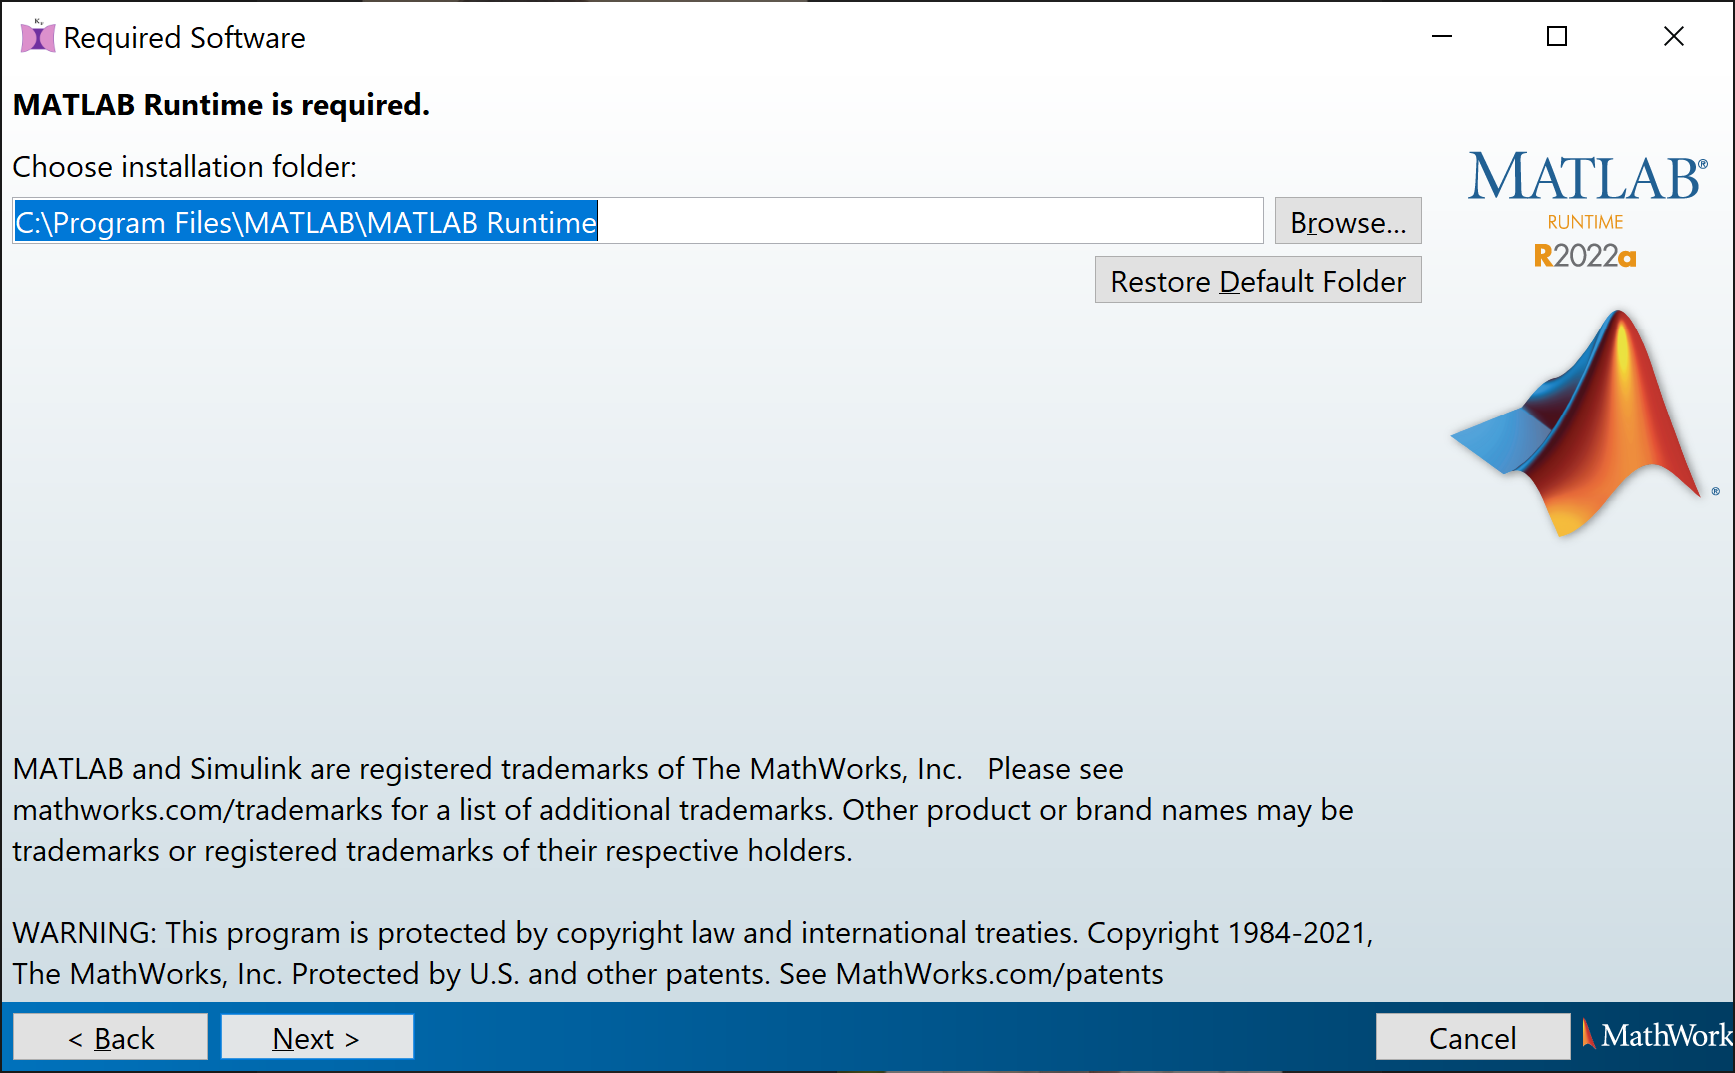 Required Software
MATLAB Runtime is required.
Choose installation folder:
C:\Program Files\MATLAB\MATLAB Runtime
Browse...
Restore Default Folder
MATLAB®
RUNTIME
R2022a
®
MATLAB and Simulink are registered trademarks of The MathWorks, Inc.   Please see
mathworks.com/trademarks for a list of additional trademarks. Other product or brand names may be
trademarks or registered trademarks of their respective holders.
WARNING: This program is protected by copyright law and international treaties. Copyright 1984-2021,
The MathWorks, Inc. Protected by U.S. and other patents. See MathWorks.com/patents
< Back
Next >
Cancel
MathWork